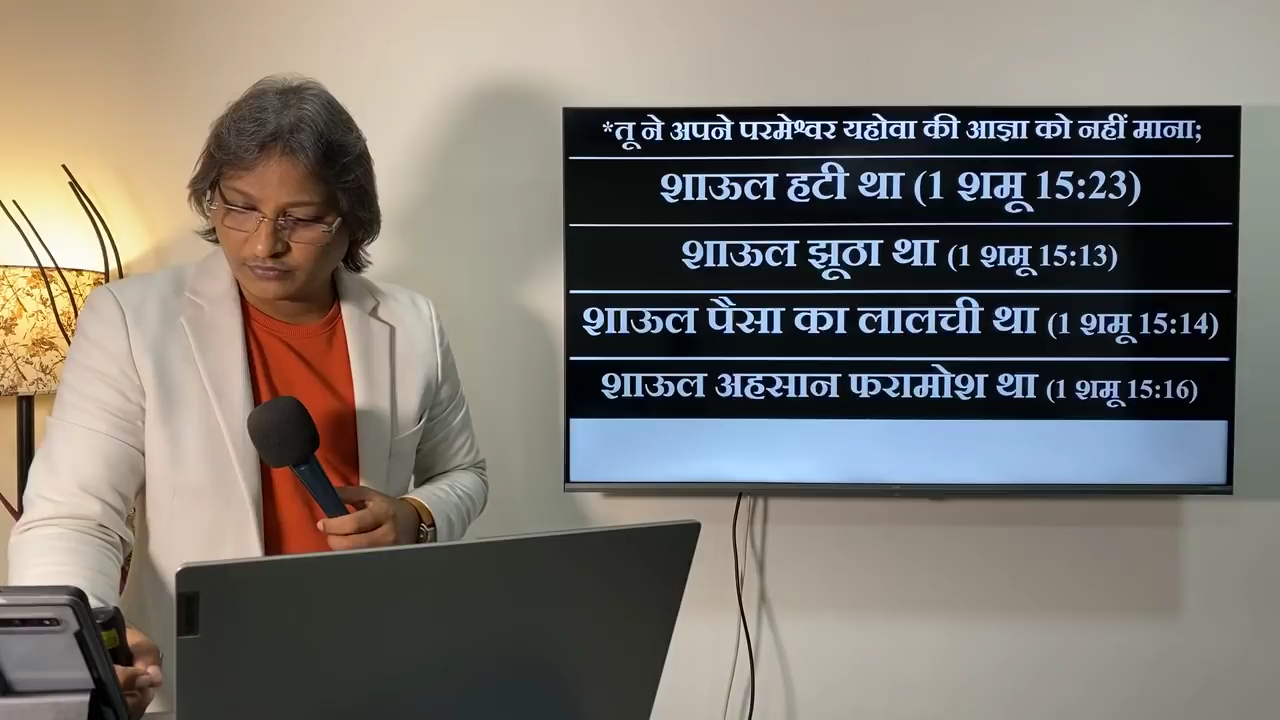 *तू ने अपने परमेश्वर यहोवा की आज्ञा को नहीं माना;
शाऊल हटी था (1 शमू 15:23)
शाऊल झूठा था (1 शमू 15:13)
शाऊल पैसा का लालची था (1 शमू 15:14)
शाऊल अहसान फरामोश था (1 शमू 15:16)